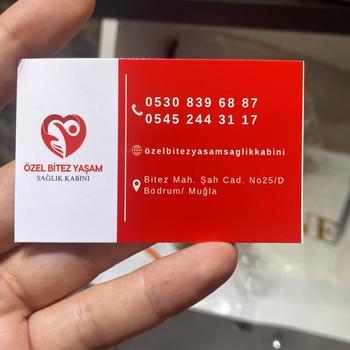 ÖZEL BİTEZ YAŞAM
SAĞLIK KABİNİ
0530 839 68 87
0545 244 31 17
özelbitezyasamsaglikkabini
Bitez Mah. Şah Cad. No25/D
Bodrum/ Muğla